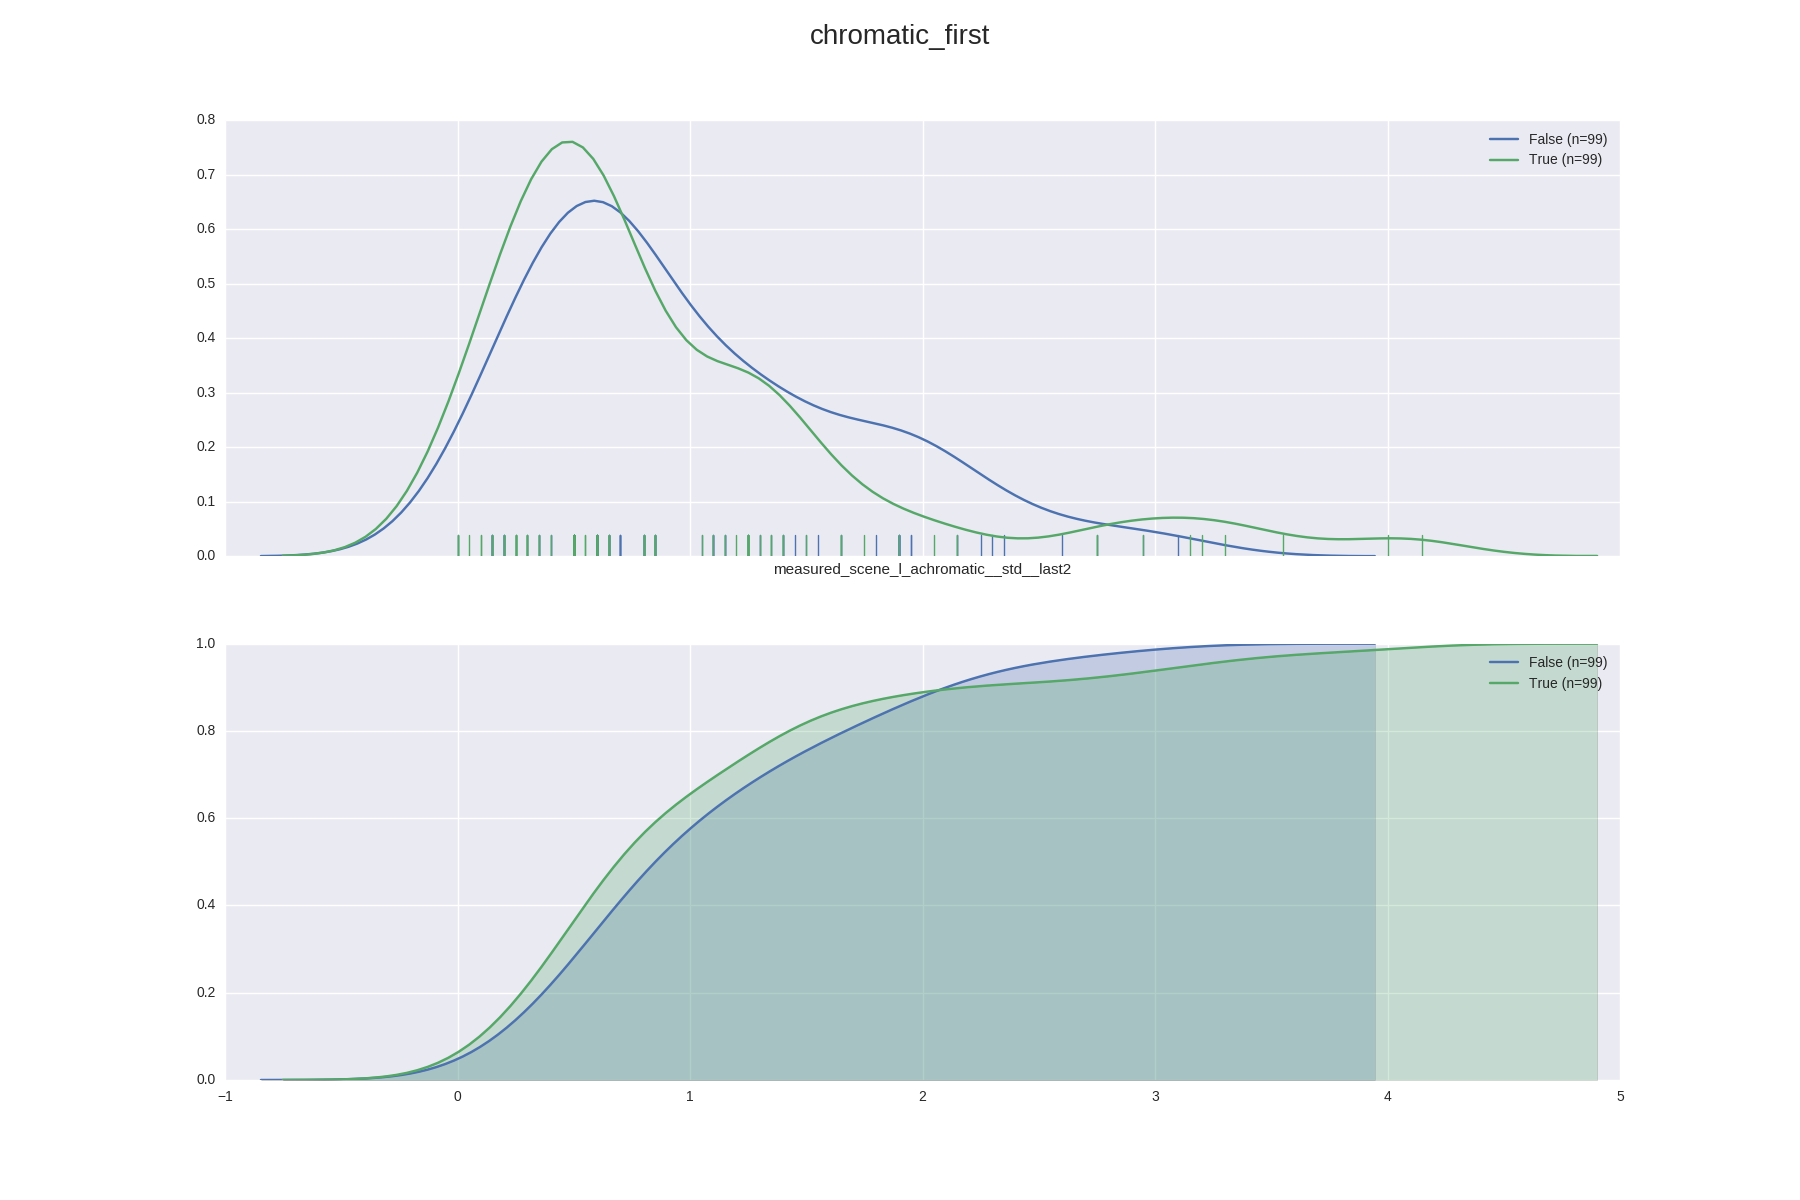 chromatic_first
0.8
0.7
0.6
0.5
0.4
0.3
0.2
0.1
0.0
False (n=99)
True (n=99)
measured_scene_l_achromatic__std__last2
1.0
0.8
0.6
0.4
0.2
0.0
False (n=99)
True (n=99)
−1 0 1 2 3 4 5